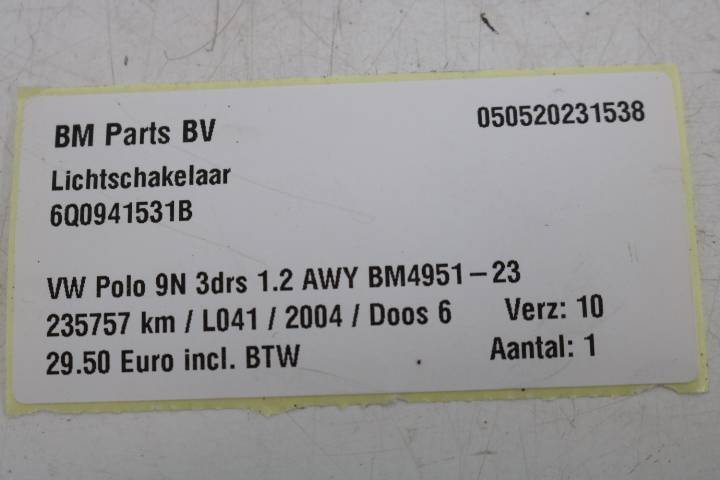 BM Parts BV 050520231538
Lichtschakelaar
6Q0941531B
VW Polo 9N 3drs 1.2 AWY BM4951-23
235757 km / L041 / 2004 / Doos 6 Verz: 10
29.50 Euro incl. BTW Aantal: 1